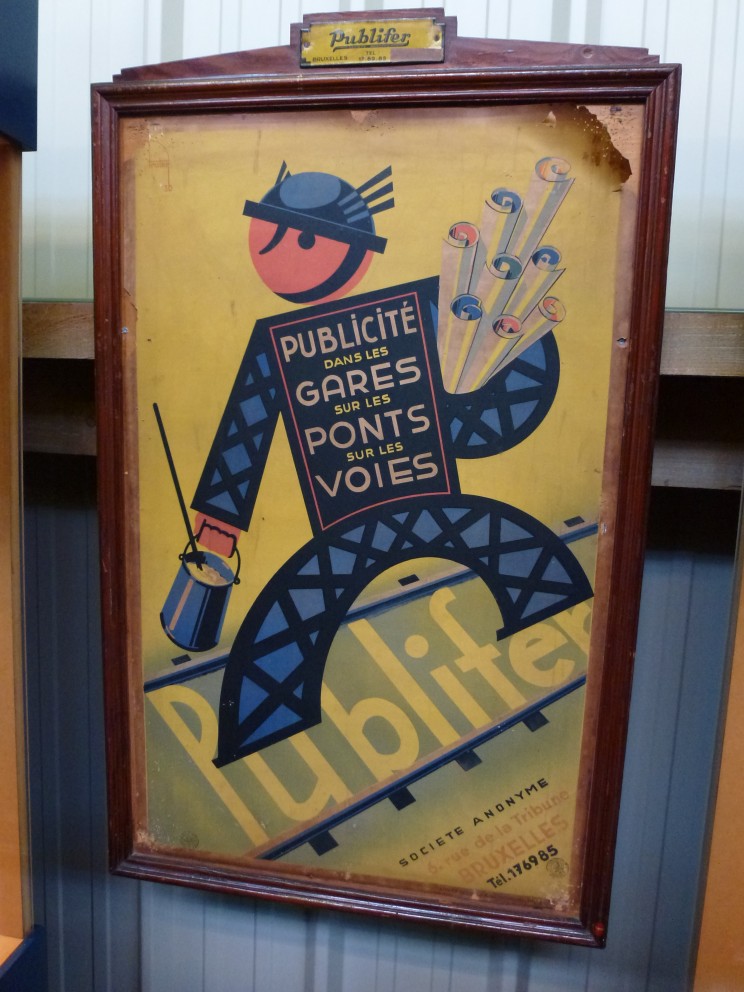 Publifer
BRUXELLES TEL
PUBLICITÉ
DANS LES
GARES
SUR LES
PONTS
SUR LES
VOIES
Publifer
SOCIETE ANONYME
6, rue de la Tribune
BRUXELLES
Tél. 176985